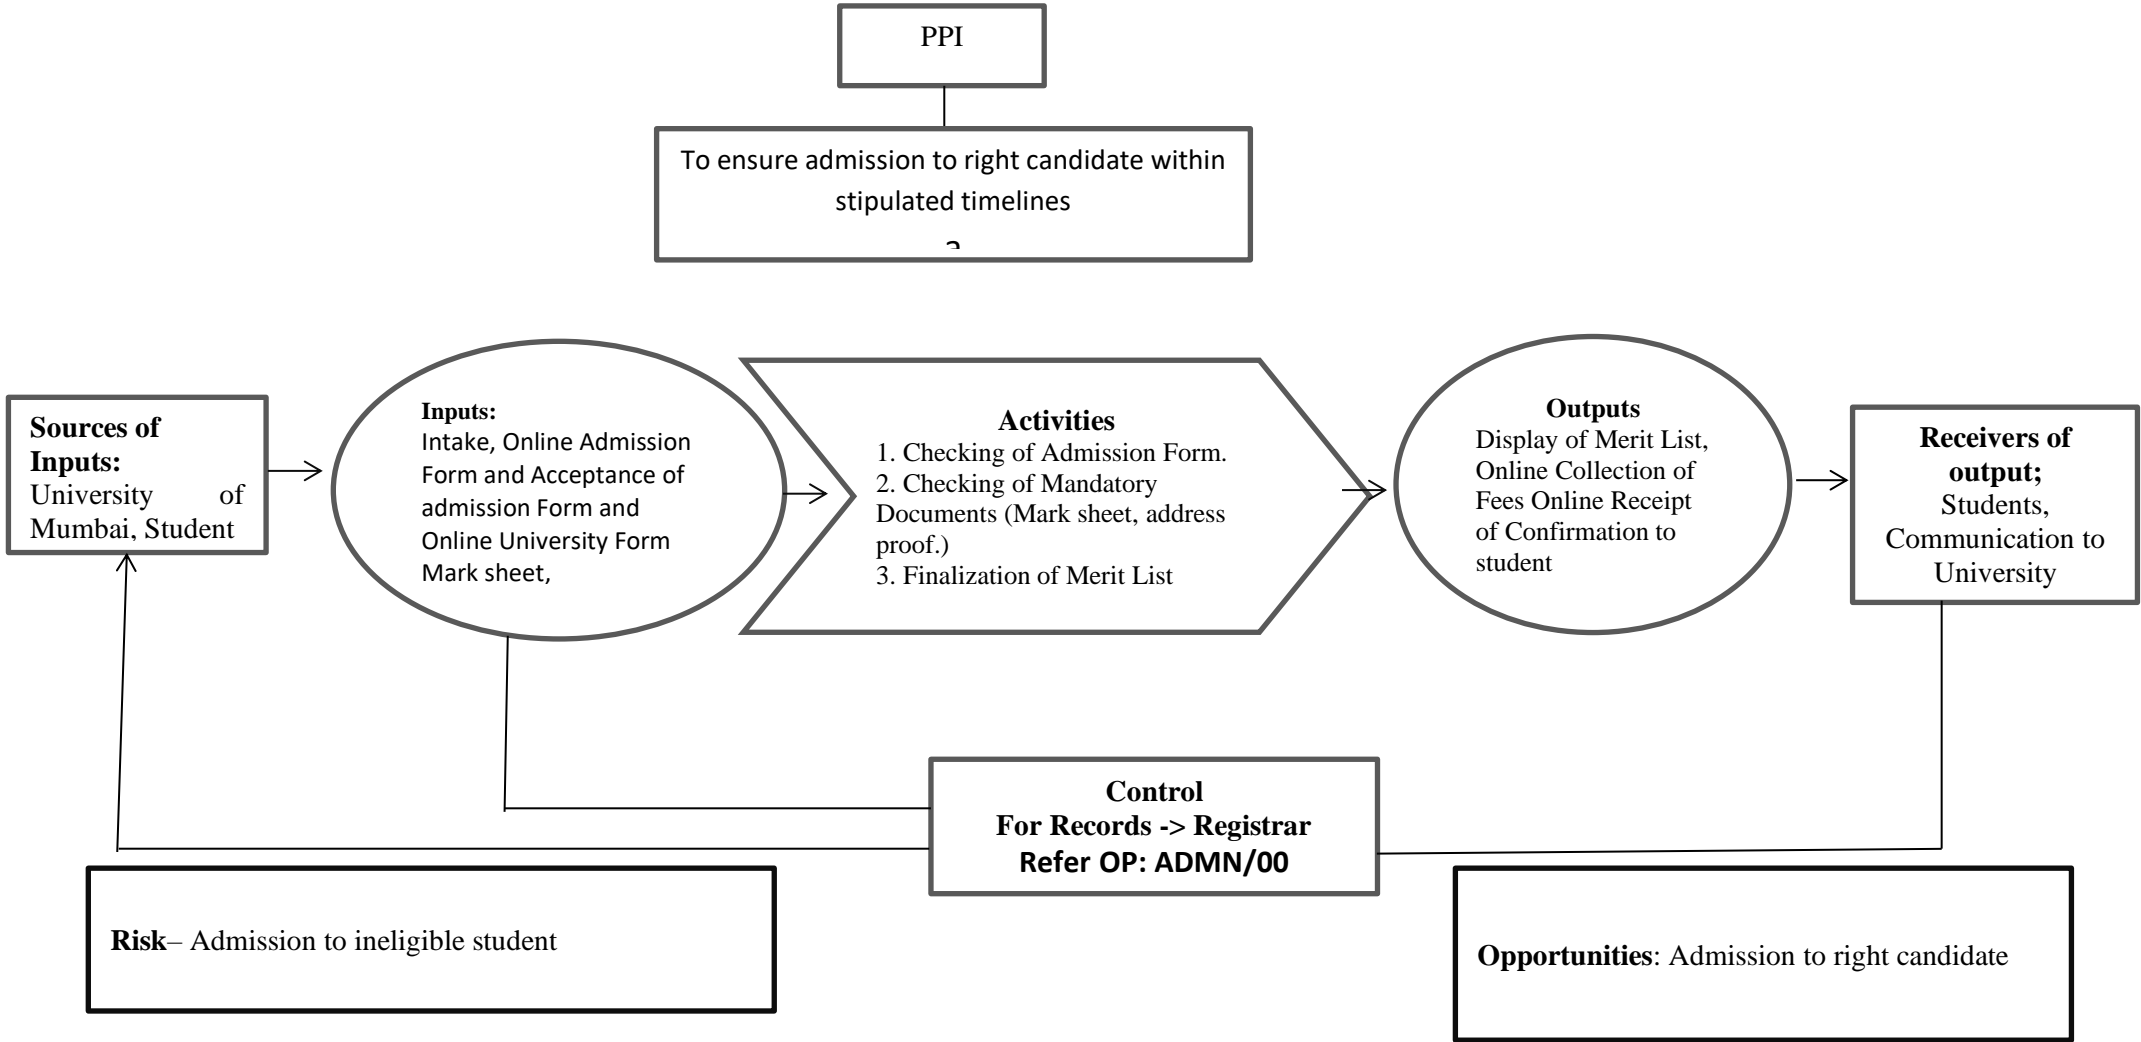 PPI
To ensure admission to right candidate within
stipulated timelines
Sources of
Inputs:
University of
Mumbai, Student
Inputs:
Intake, Online Admission
Form and Acceptance of
admission Form and
Online University Form
Mark sheet,
Activities
1. Checking of Admission Form.
2. Checking of Mandatory
Documents (Mark sheet, address
proof.)
3. Finalization of Merit List
Outputs
Display of Merit List,
Online Collection of
Fees Online Receipt
of Confirmation to
student
Receivers of
output;
Students,
Communication to
University
Control
For Records -> Registrar
Refer OP: ADMN/00
Risk– Admission to ineligible student
Opportunities: Admission to right candidate